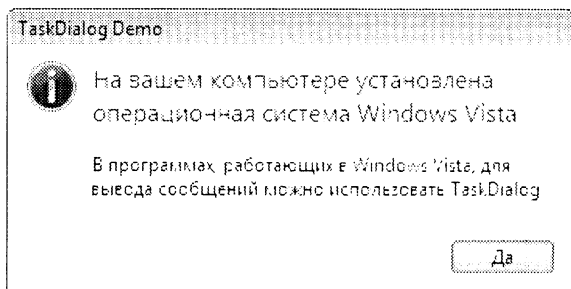 TaskDialog Demo
На вашем компьютере установлена
операционная система Windows Vista
В программах, работающих в Windows Vista, для
вывода сообщений можно использовать TaskDialog
Да